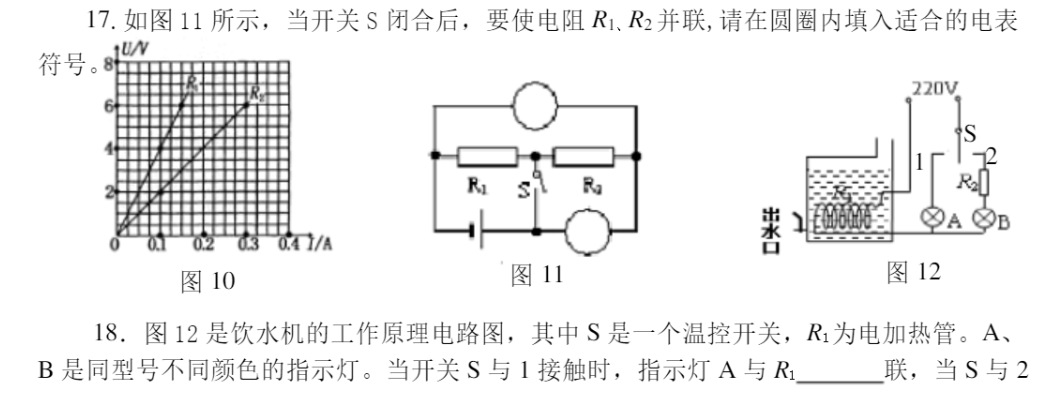 17.如图 11 所示，当开关 S 闭合后，要使电阻 R₁、R₂并联,请在圆圈内填入适合的电表
符号。
U/V
8
6
4
2
0
0.1
0.2
0.3
0.4
I/A
R₁
R₂
图 10
R₁
S
R₂
图 11
220V
S
1
2
R₂
R₁
A
B
出水口
图 12
18．图 12 是饮水机的工作原理电路图，其中 S 是一个温控开关，R₁为电加热管。A、
B 是同型号不同颜色的指示灯。当开关 S 与 1 接触时，指示灯 A 与 R₁________联，当 S 与 2